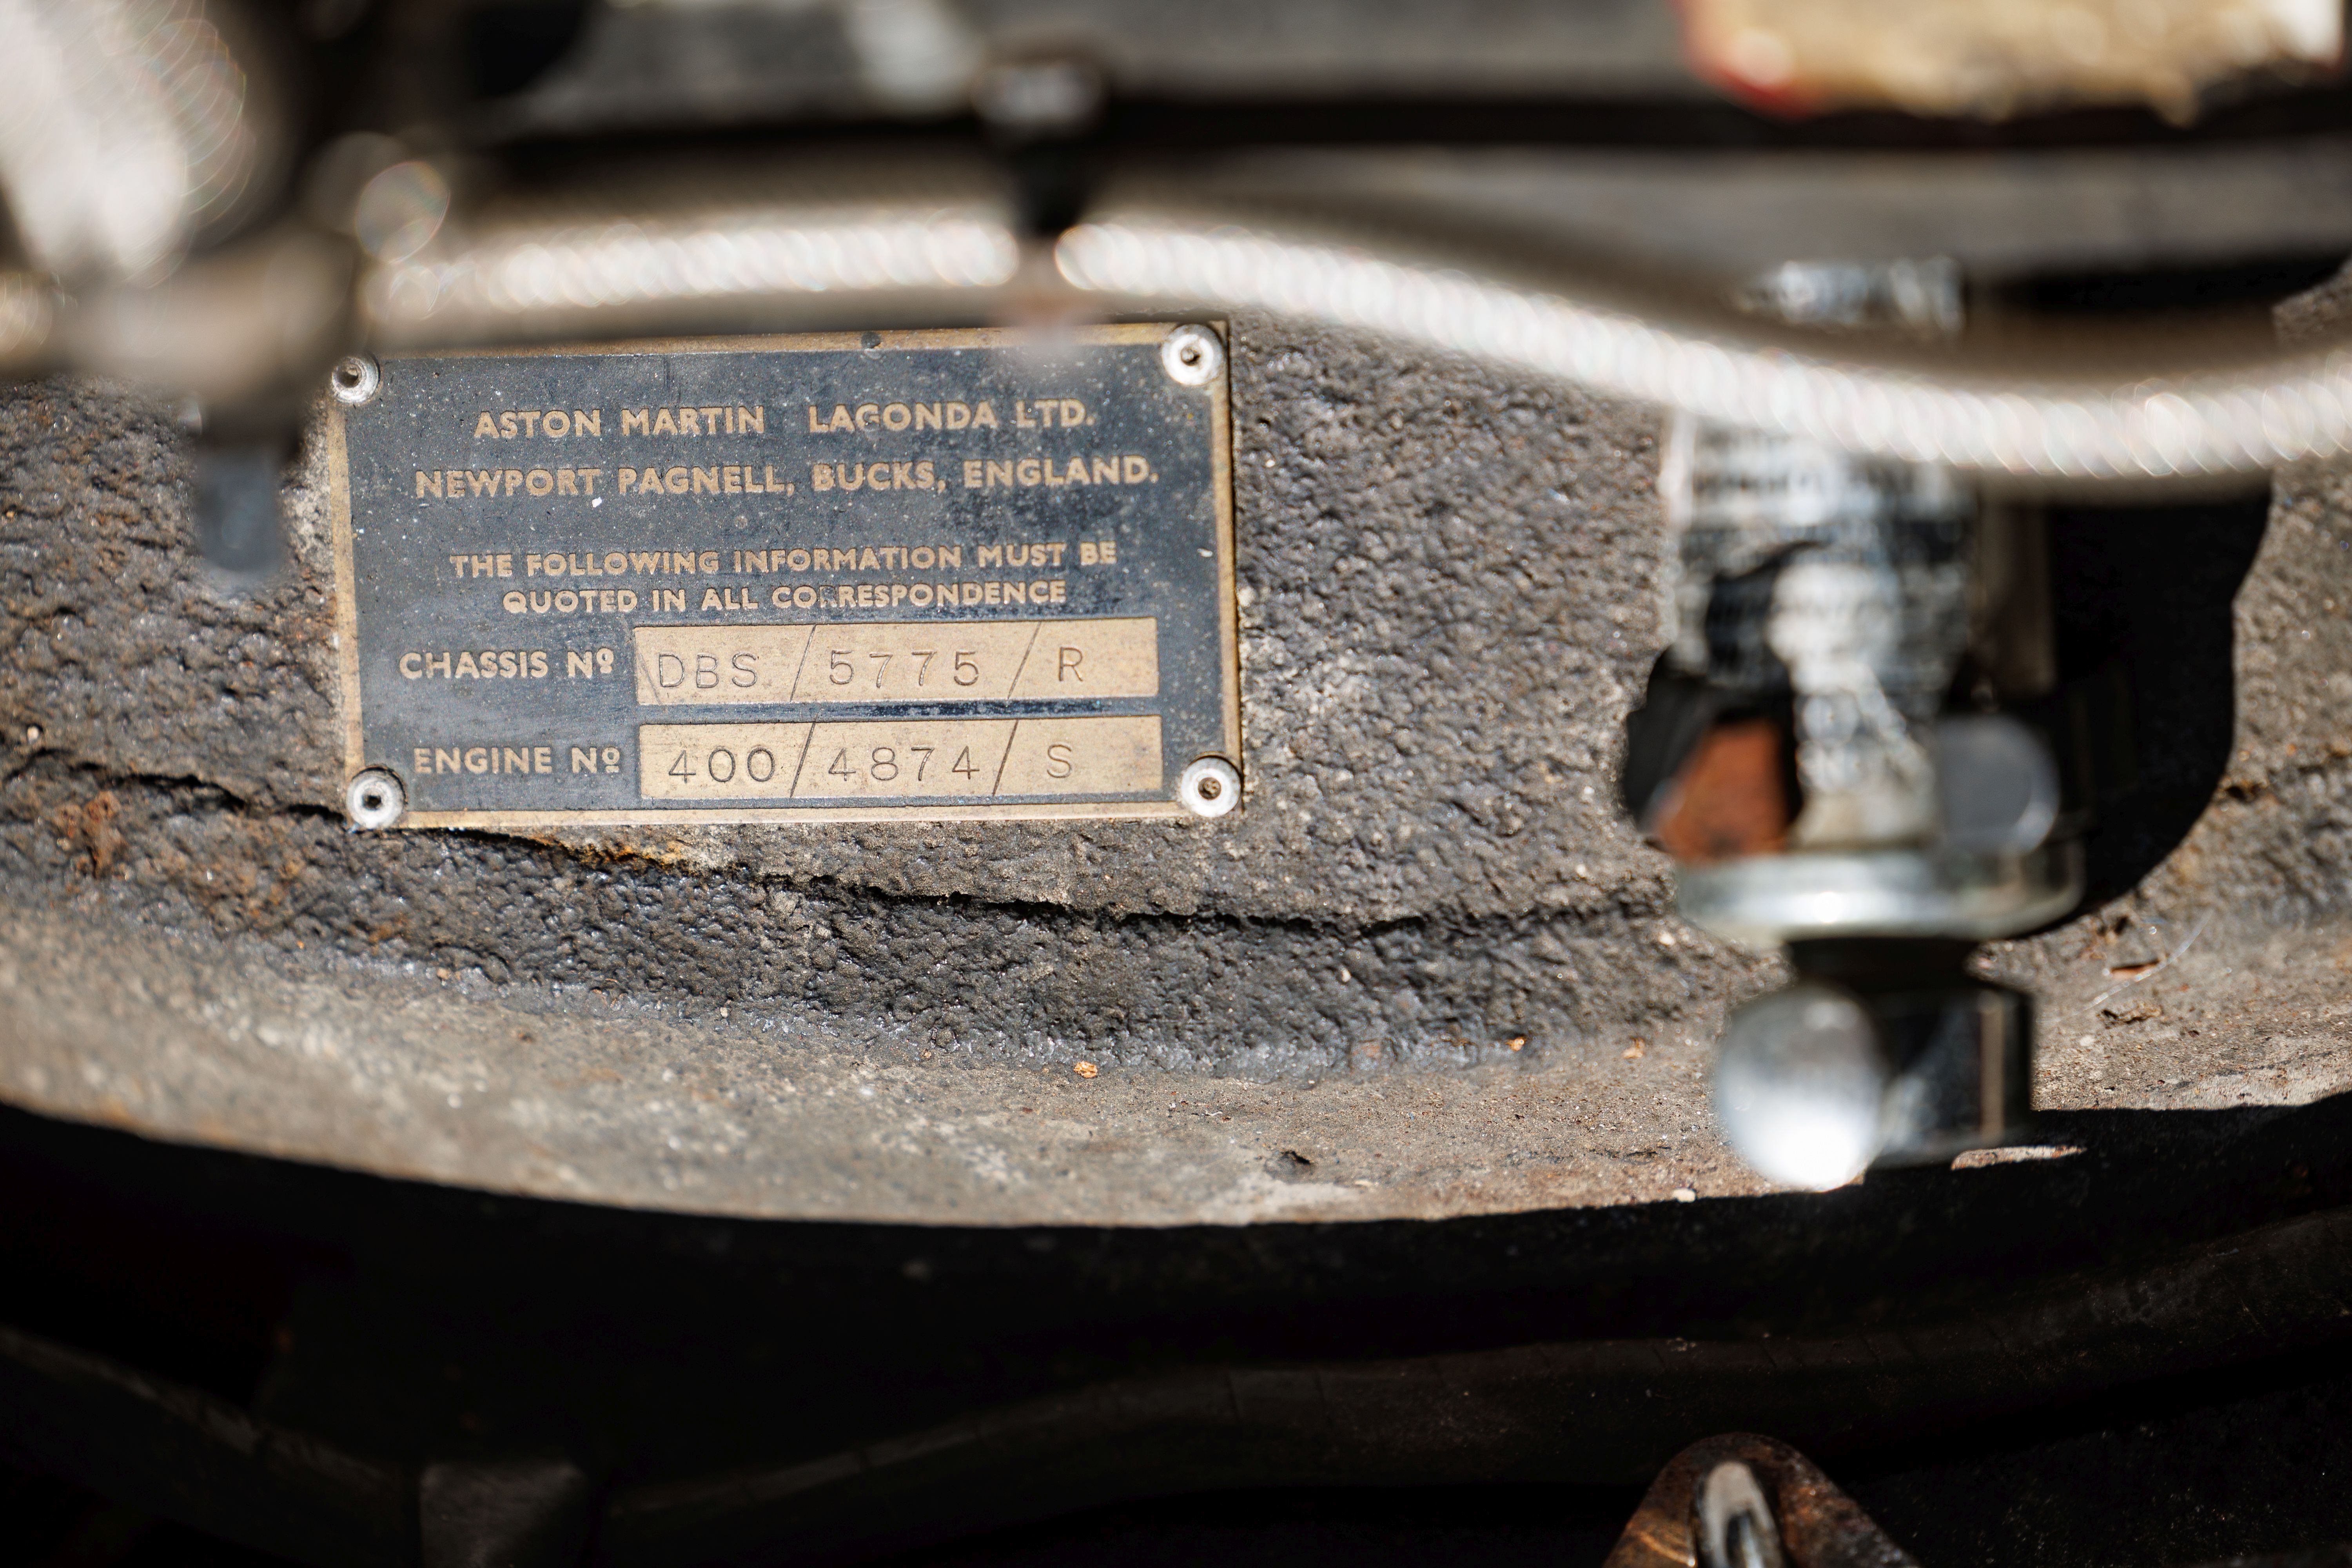 ASTON MARTIN LAGONDA LTD.
NEWPORT PAGNELL, BUCKS, ENGLAND.
THE FOLLOWING INFORMATION MUST BE
QUOTED IN ALL CORRESPONDENCE
CHASSIS Nº DBS / 5775 / R
ENGINE Nº 400 / 4874 / S